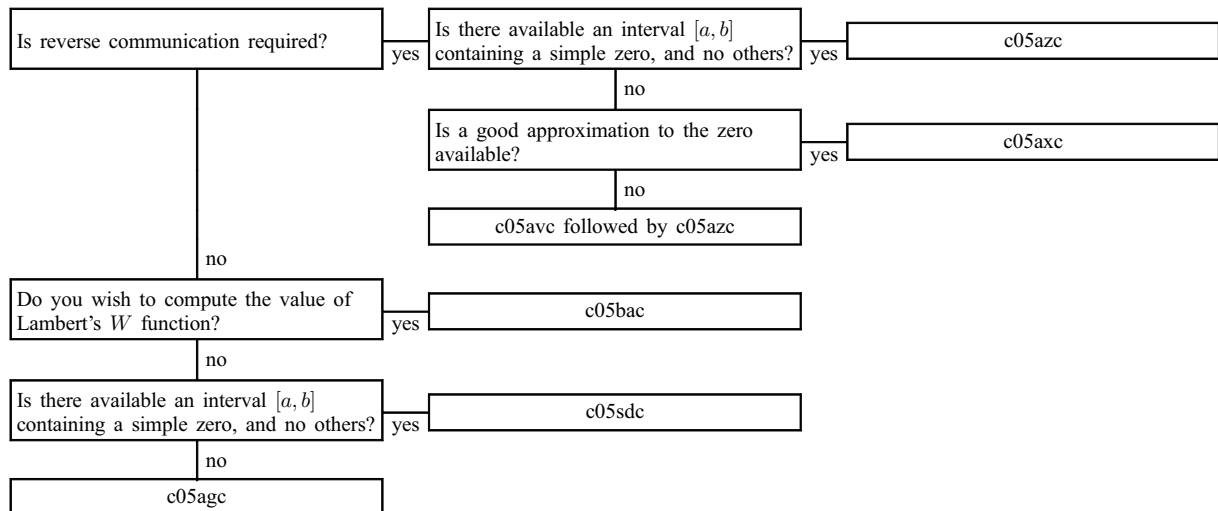 Is reverse communication required?
yes
Is there available an interval [a, b]
containing a simple zero, and no others?
yes
c05azc
no
Is a good approximation to the zero
available?
yes
c05axc
no
c05avc followed by c05azc
no
Do you wish to compute the value of
Lambert's W function?
yes
c05bac
no
Is there available an interval [a, b]
containing a simple zero, and no others?
yes
c05sdc
no
c05agc